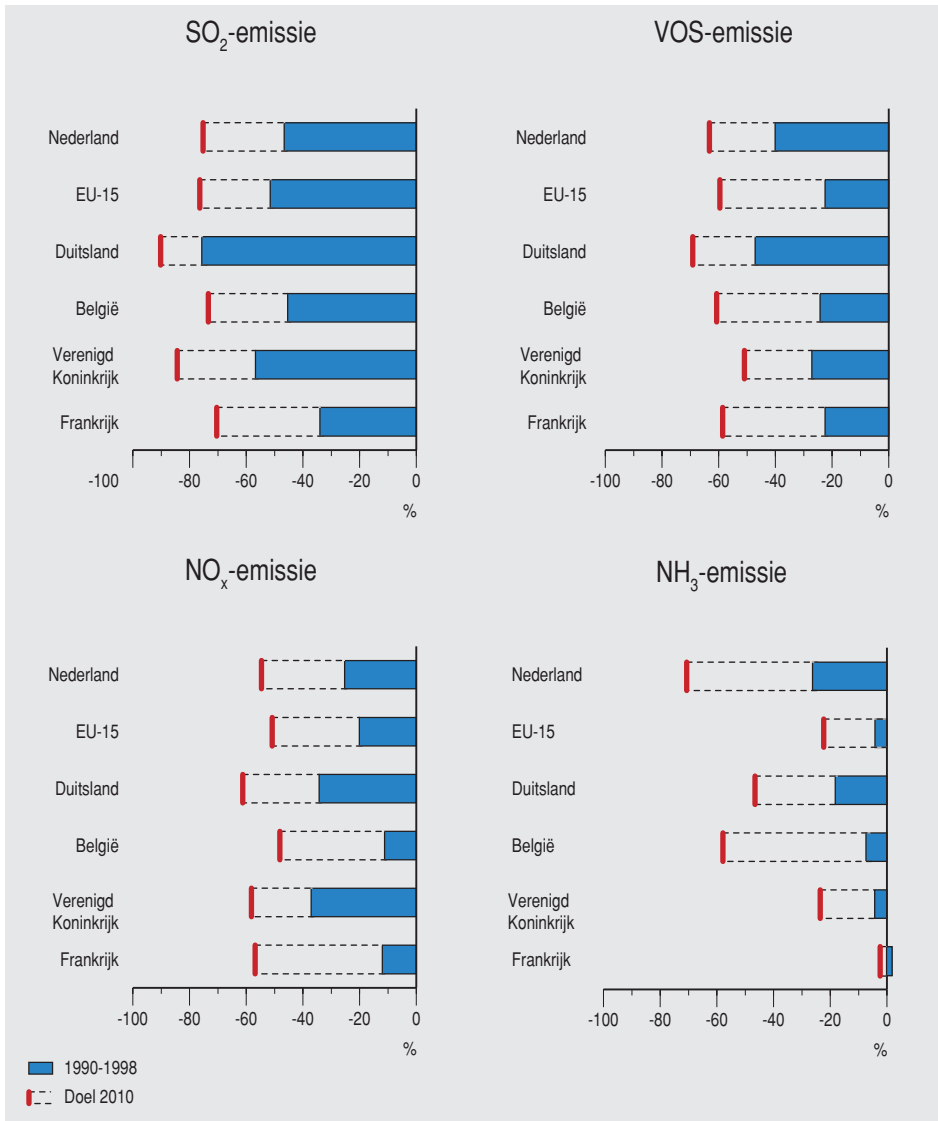 SO2-emissie
Nederland
EU-15
Duitsland
België
Verenigd
Koninkrijk
Frankrijk
-100 -80 -60 -40 -20 0
%
VOS-emissie
Nederland
EU-15
Duitsland
België
Verenigd
Koninkrijk
Frankrijk
-100 -80 -60 -40 -20 0
%
NOx-emissie
Nederland
EU-15
Duitsland
België
Verenigd
Koninkrijk
Frankrijk
-100 -80 -60 -40 -20 0
%
NH3-emissie
Nederland
EU-15
Duitsland
België
Verenigd
Koninkrijk
Frankrijk
-100 -80 -60 -40 -20 0
%
1990-1998
Doel 2010